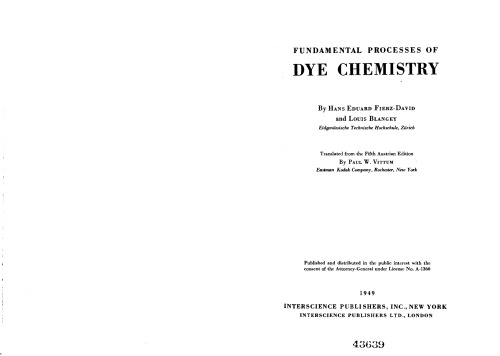 FUNDAMENTAL PROCESSES OF
DYE CHEMISTRY
By HANS EDUARD FIERZ-DAVID
and LOUIS BLANGEY
Eidgenössische Technische Hochschule, Zürich
Translated from the Fifth Austrian Edition
By PAUL W. VITTUM
Eastman Kodak Company, Rochester, New York
Published and distributed in the public interest with the
consent of the Attorney-General under License No. A-1360
1949
INTERSCIENCE PUBLISHERS, INC., NEW YORK
INTERSCIENCE PUBLISHERS LTD., LONDON
43639